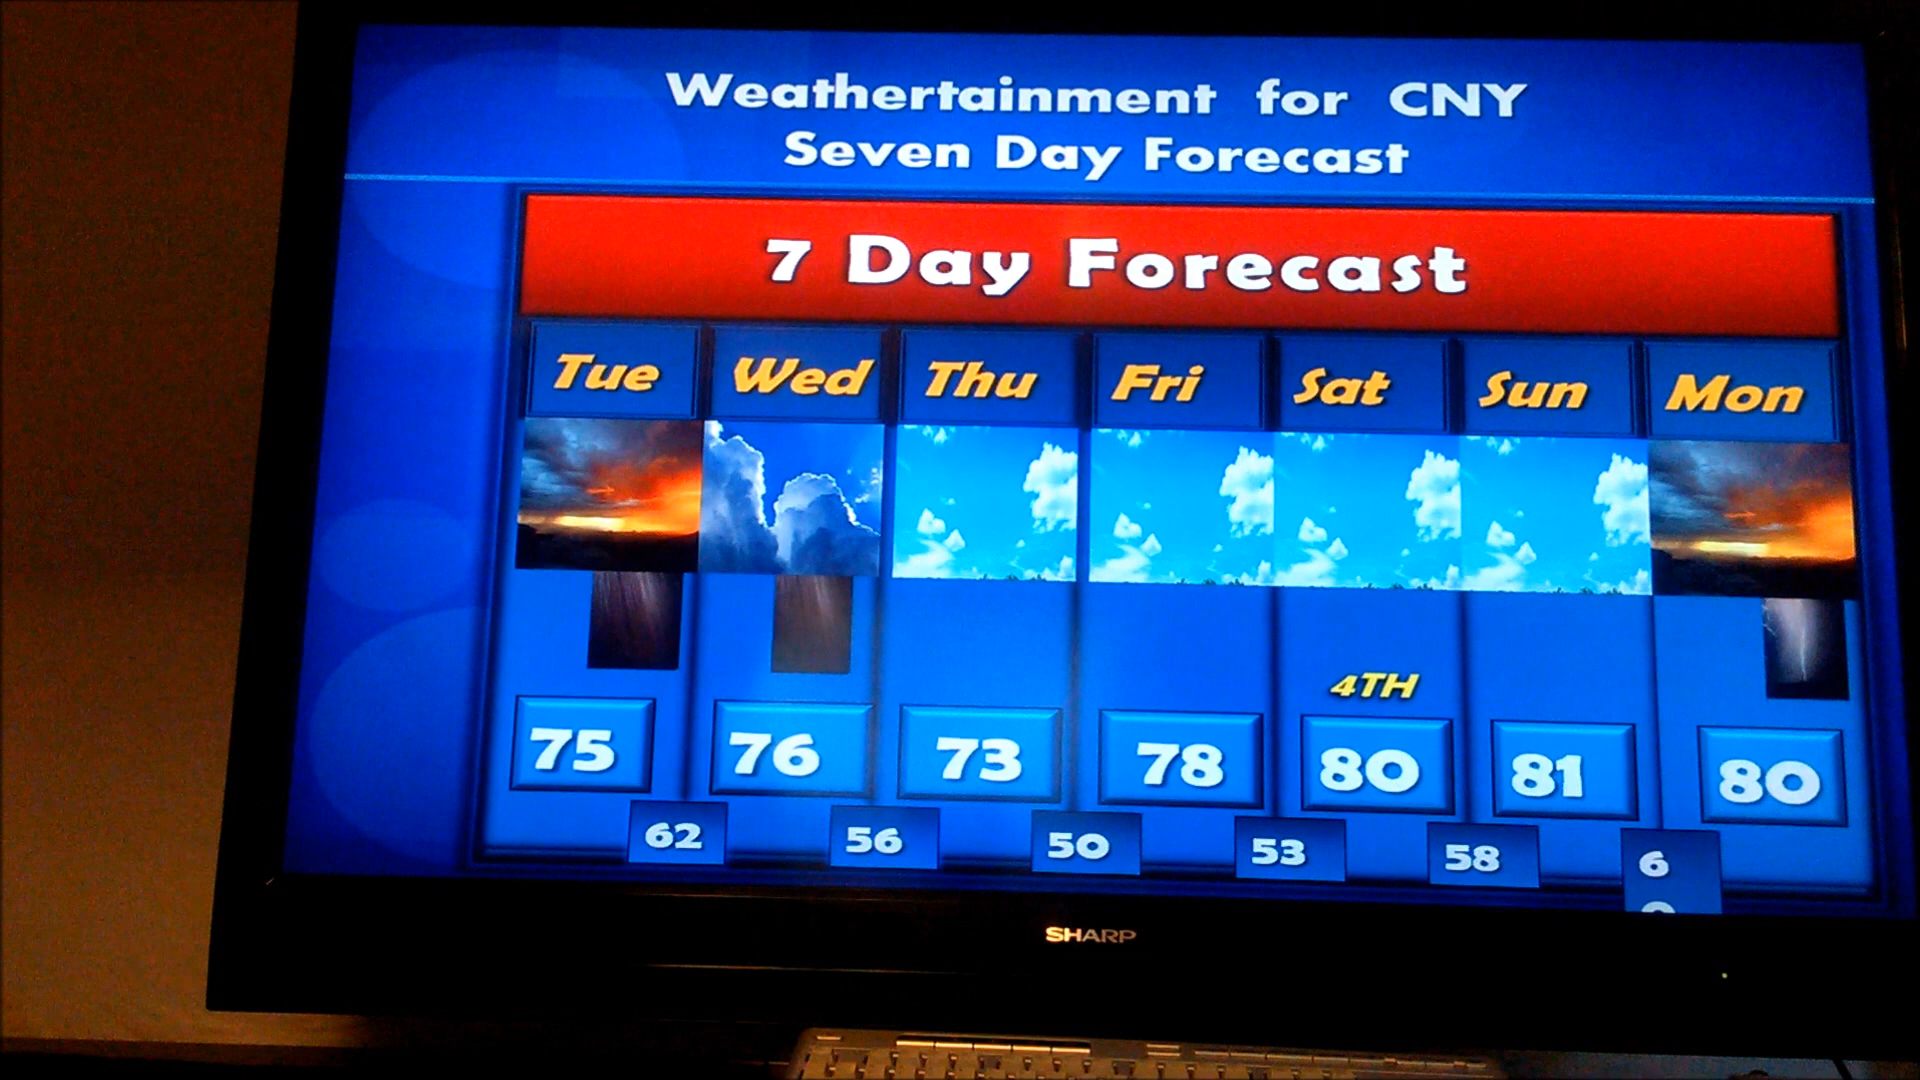 Weathertainment for CNY
Seven Day Forecast
7 Day Forecast
Tue Wed Thu Fri Sat Sun Mon
4TH
75 76 73 78 80 81 80
62 56 50 53 58 6
SHARP